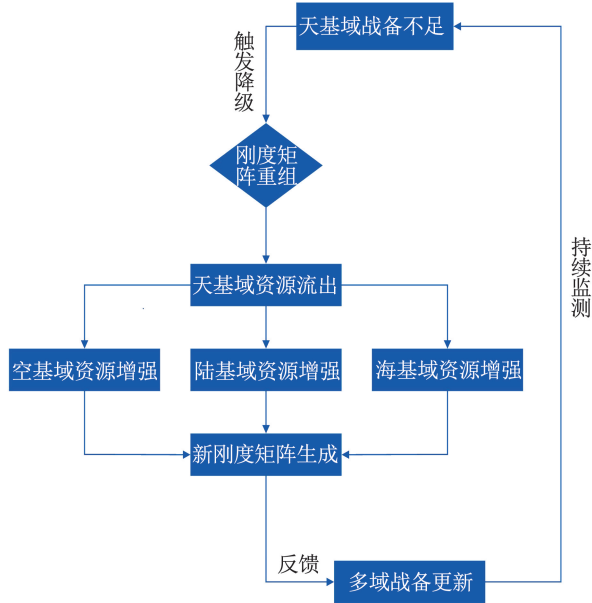 天基域战备不足
触发降级
刚度矩
阵重组
天基域资源流出
持续监测
空基域资源增强
陆基域资源增强
海基域资源增强
新刚度矩阵生成
反馈
多域战备更新